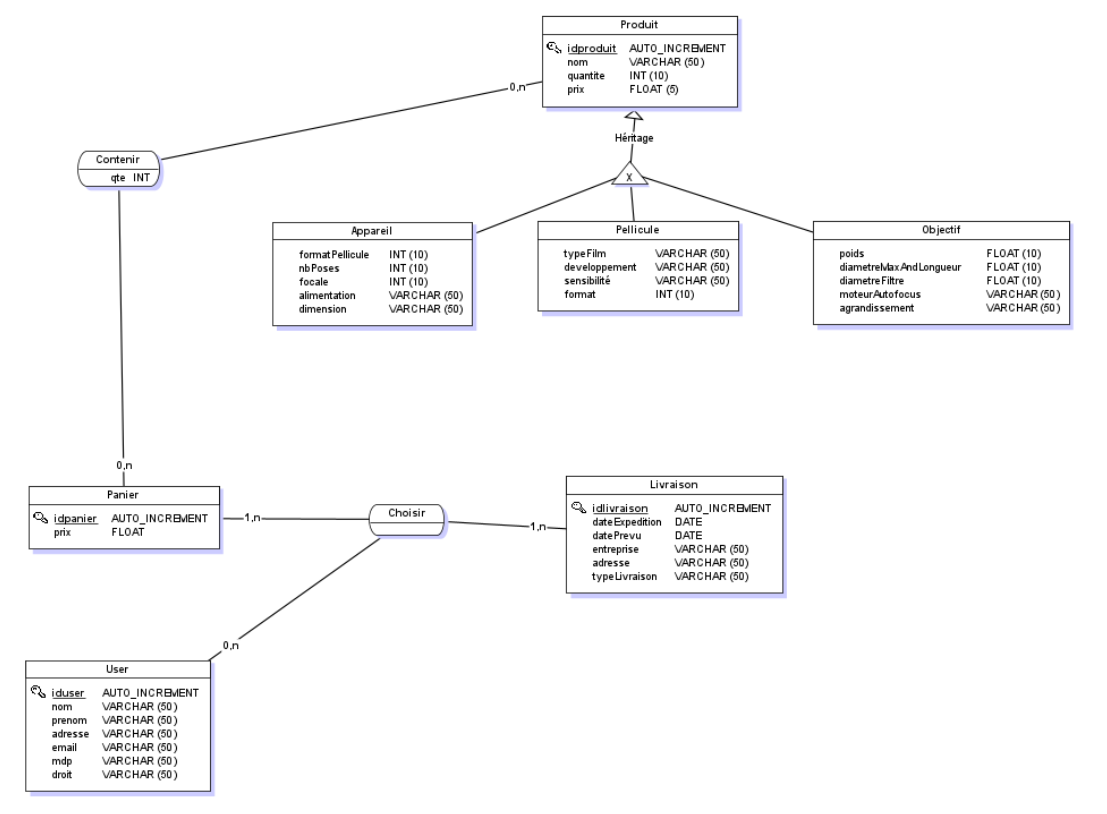 Produit
idproduit AUTO_INCREMENT
nom VARCHAR (50)
quantite INT (10)
prix FLOAT (5)
0,n
Héritage
Contenir
qte INT
X
Appareil
formatPellicule INT (10)
nbPoses INT (10)
focale INT (10)
alimentation VARCHAR (50)
dimension VARCHAR (50)
Pellicule
typeFilm VARCHAR (50)
developpement VARCHAR (50)
sensibilité VARCHAR (50)
format INT (10)
Objectif
poids FLOAT (10)
diametreMaxAndLongueur FLOAT (10)
diametreFiltre FLOAT (10)
moteurAutofocus VARCHAR (50)
agrandissement VARCHAR (50)
0,n
Panier
idpanier AUTO_INCREMENT
prix FLOAT
1,n
Choisir
1,n
Livraison
idlivraison AUTO_INCREMENT
dateExpedition DATE
datePrevu DATE
entreprise VARCHAR (50)
adresse VARCHAR (50)
typeLivraison VARCHAR (50)
0,n
User
iduser AUTO_INCREMENT
nom VARCHAR (50)
prenom VARCHAR (50)
adresse VARCHAR (50)
email VARCHAR (50)
mdp VARCHAR (50)
droit VARCHAR (50)